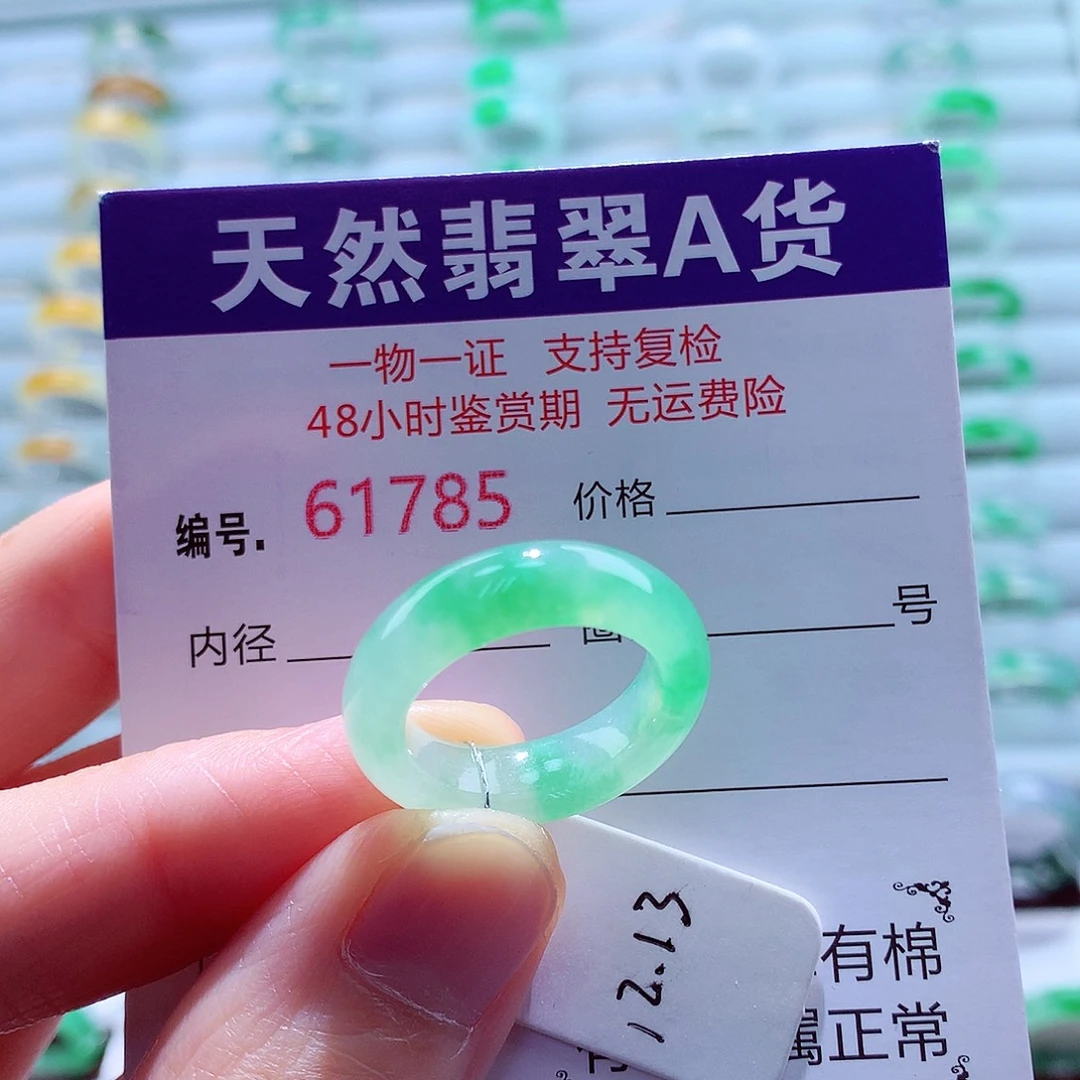 天然翡翠A货
一物一证 支持复检
48小时鉴赏期 无运费险
编号. 61785 价格
内径 号
12.13
有棉
属正常